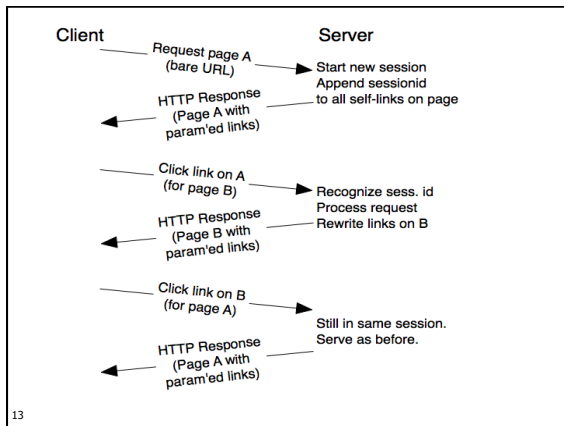 Client
Server
Request page A
(bare URL)
Start new session
Append sessionid
to all self-links on page
HTTP Response
(Page A with
param'ed links)
Click link on A
(for page B)
Recognize sess. id
Process request
Rewrite links on B
HTTP Response
(Page B with
param'ed links)
Click link on B
(for page A)
Still in same session.
Serve as before.
HTTP Response
(Page A with
param'ed links)
13